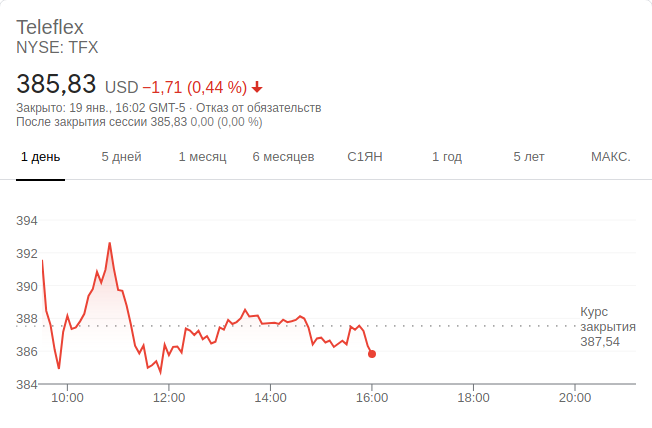 Teleflex
NYSE: TFX
385,83 USD −1,71 (0,44 %)
Закрыто: 19 янв., 16:02 GMT-5 · Отказ от обязательств
После закрытия сессии 385,83 0,00 (0,00 %)
1 день 5 дней 1 месяц 6 месяцев С1ЯН 1 год 5 лет МАКС.
394
392
390
388
386
384
Курс
закрытия
387,54
10:00 12:00 14:00 16:00 18:00 20:00